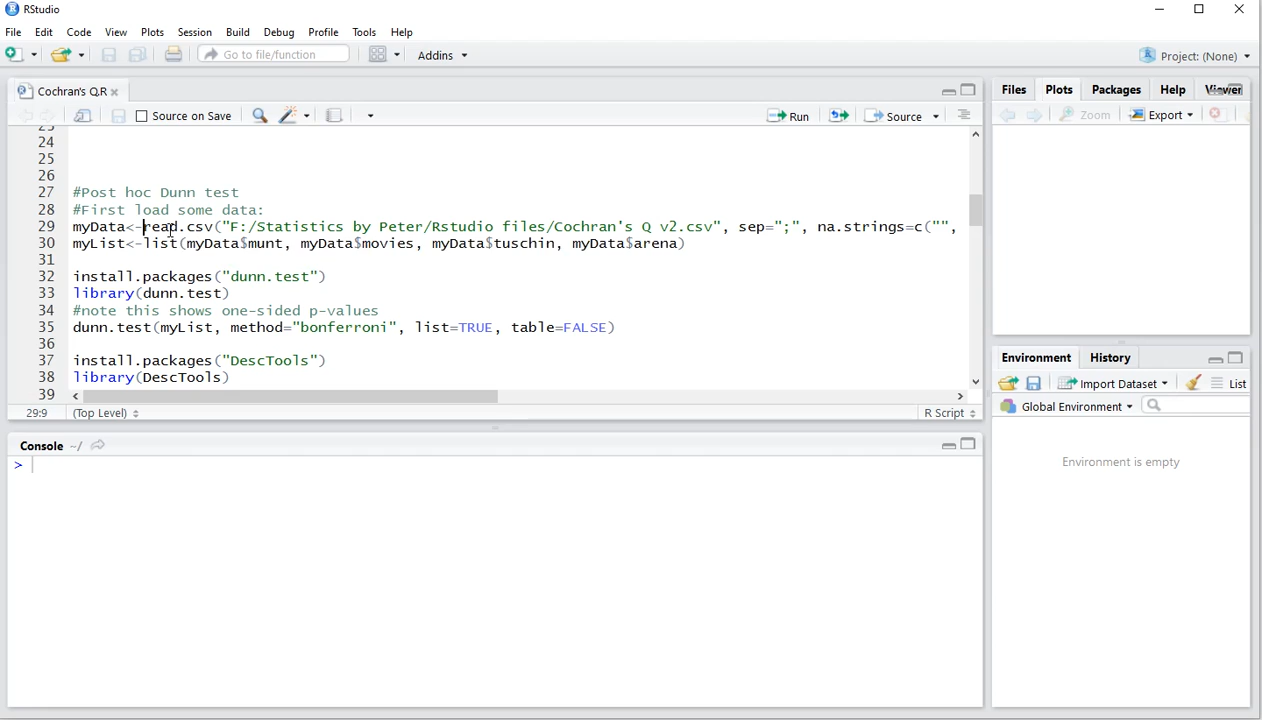 RStudio
File Edit Code View Plots Session Build Debug Profile Tools Help
Go to file/function Addins Project: (None)
Cochran's Q.R
Source on Save Run Source
24
25
26
27 #Post hoc Dunn test
28 #First load some data:
29 myData<-read.csv("F:/Statistics by Peter/Rstudio files/Cochran's Q v2.csv", sep=";", na.strings=c("",
30 myList<-list(myData$munt, myData$movies, myData$tuschin, myData$arena)
31
32 install.packages("dunn.test")
33 library(dunn.test)
34 #note this shows one-sided p-values
35 dunn.test(myList, method="bonferroni", list=TRUE, table=FALSE)
36
37 install.packages("DescTools")
38 library(DescTools)
39
29:9 (Top Level) R Script
Console ~/
>
Files Plots Packages Help Viewer
Zoom Export
Environment History
Import Dataset List
Global Environment
Environment is empty